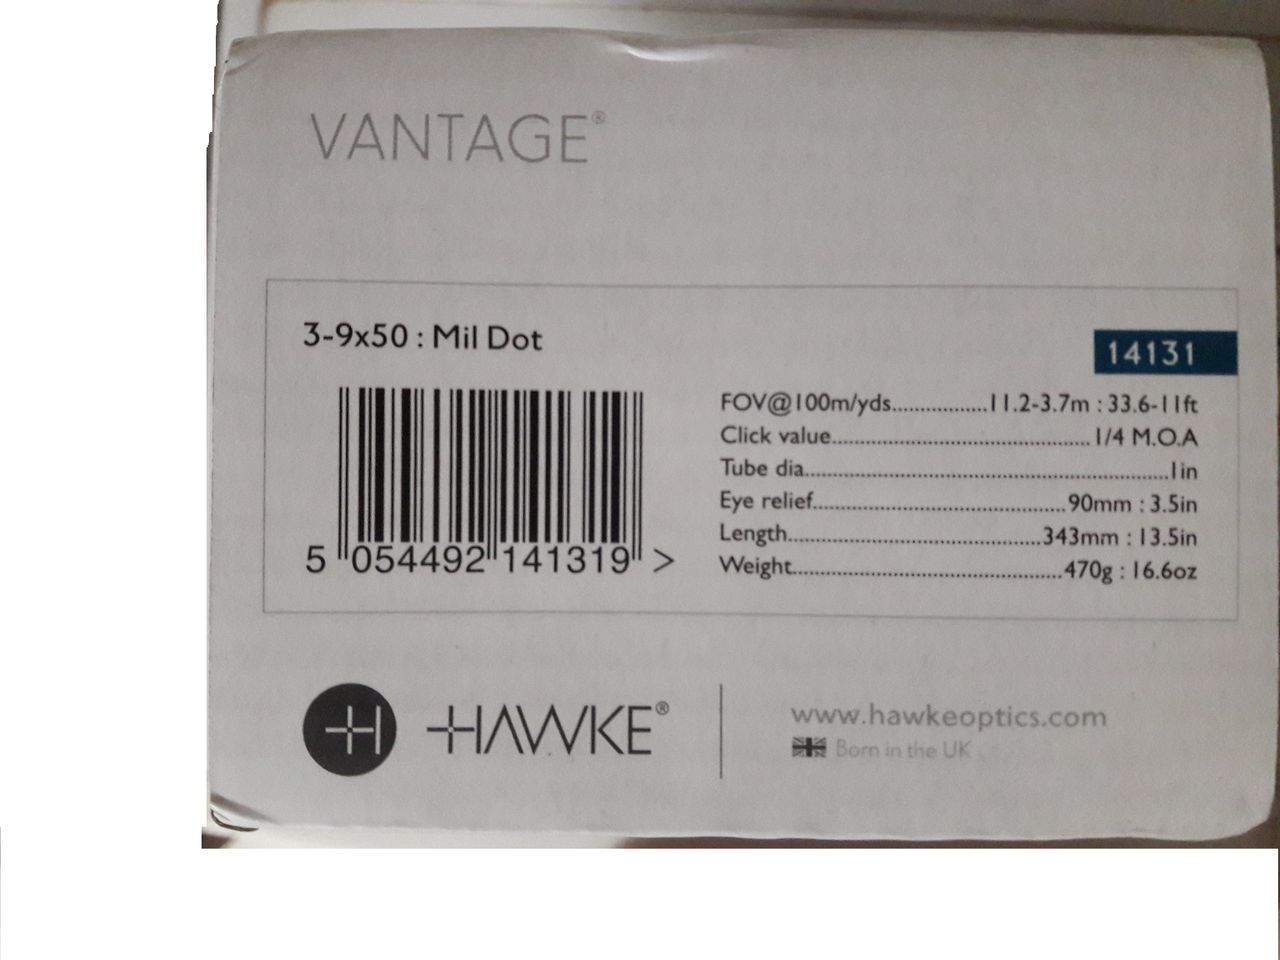 VANTAGE®
3-9x50 : Mil Dot
14131
FOV@100m/yds.................11.2-3.7m : 33.6-11ft
Click value............................................1/4 M.O.A
Tube dia..............................................................1in
Eye relief...........................................90mm : 3.5in
Length...........................................343mm : 13.5in
Weight..............................................470g : 16.6oz
5 054492 141319 >
HAWKE®
www.hawkeoptics.com
Born in the UK